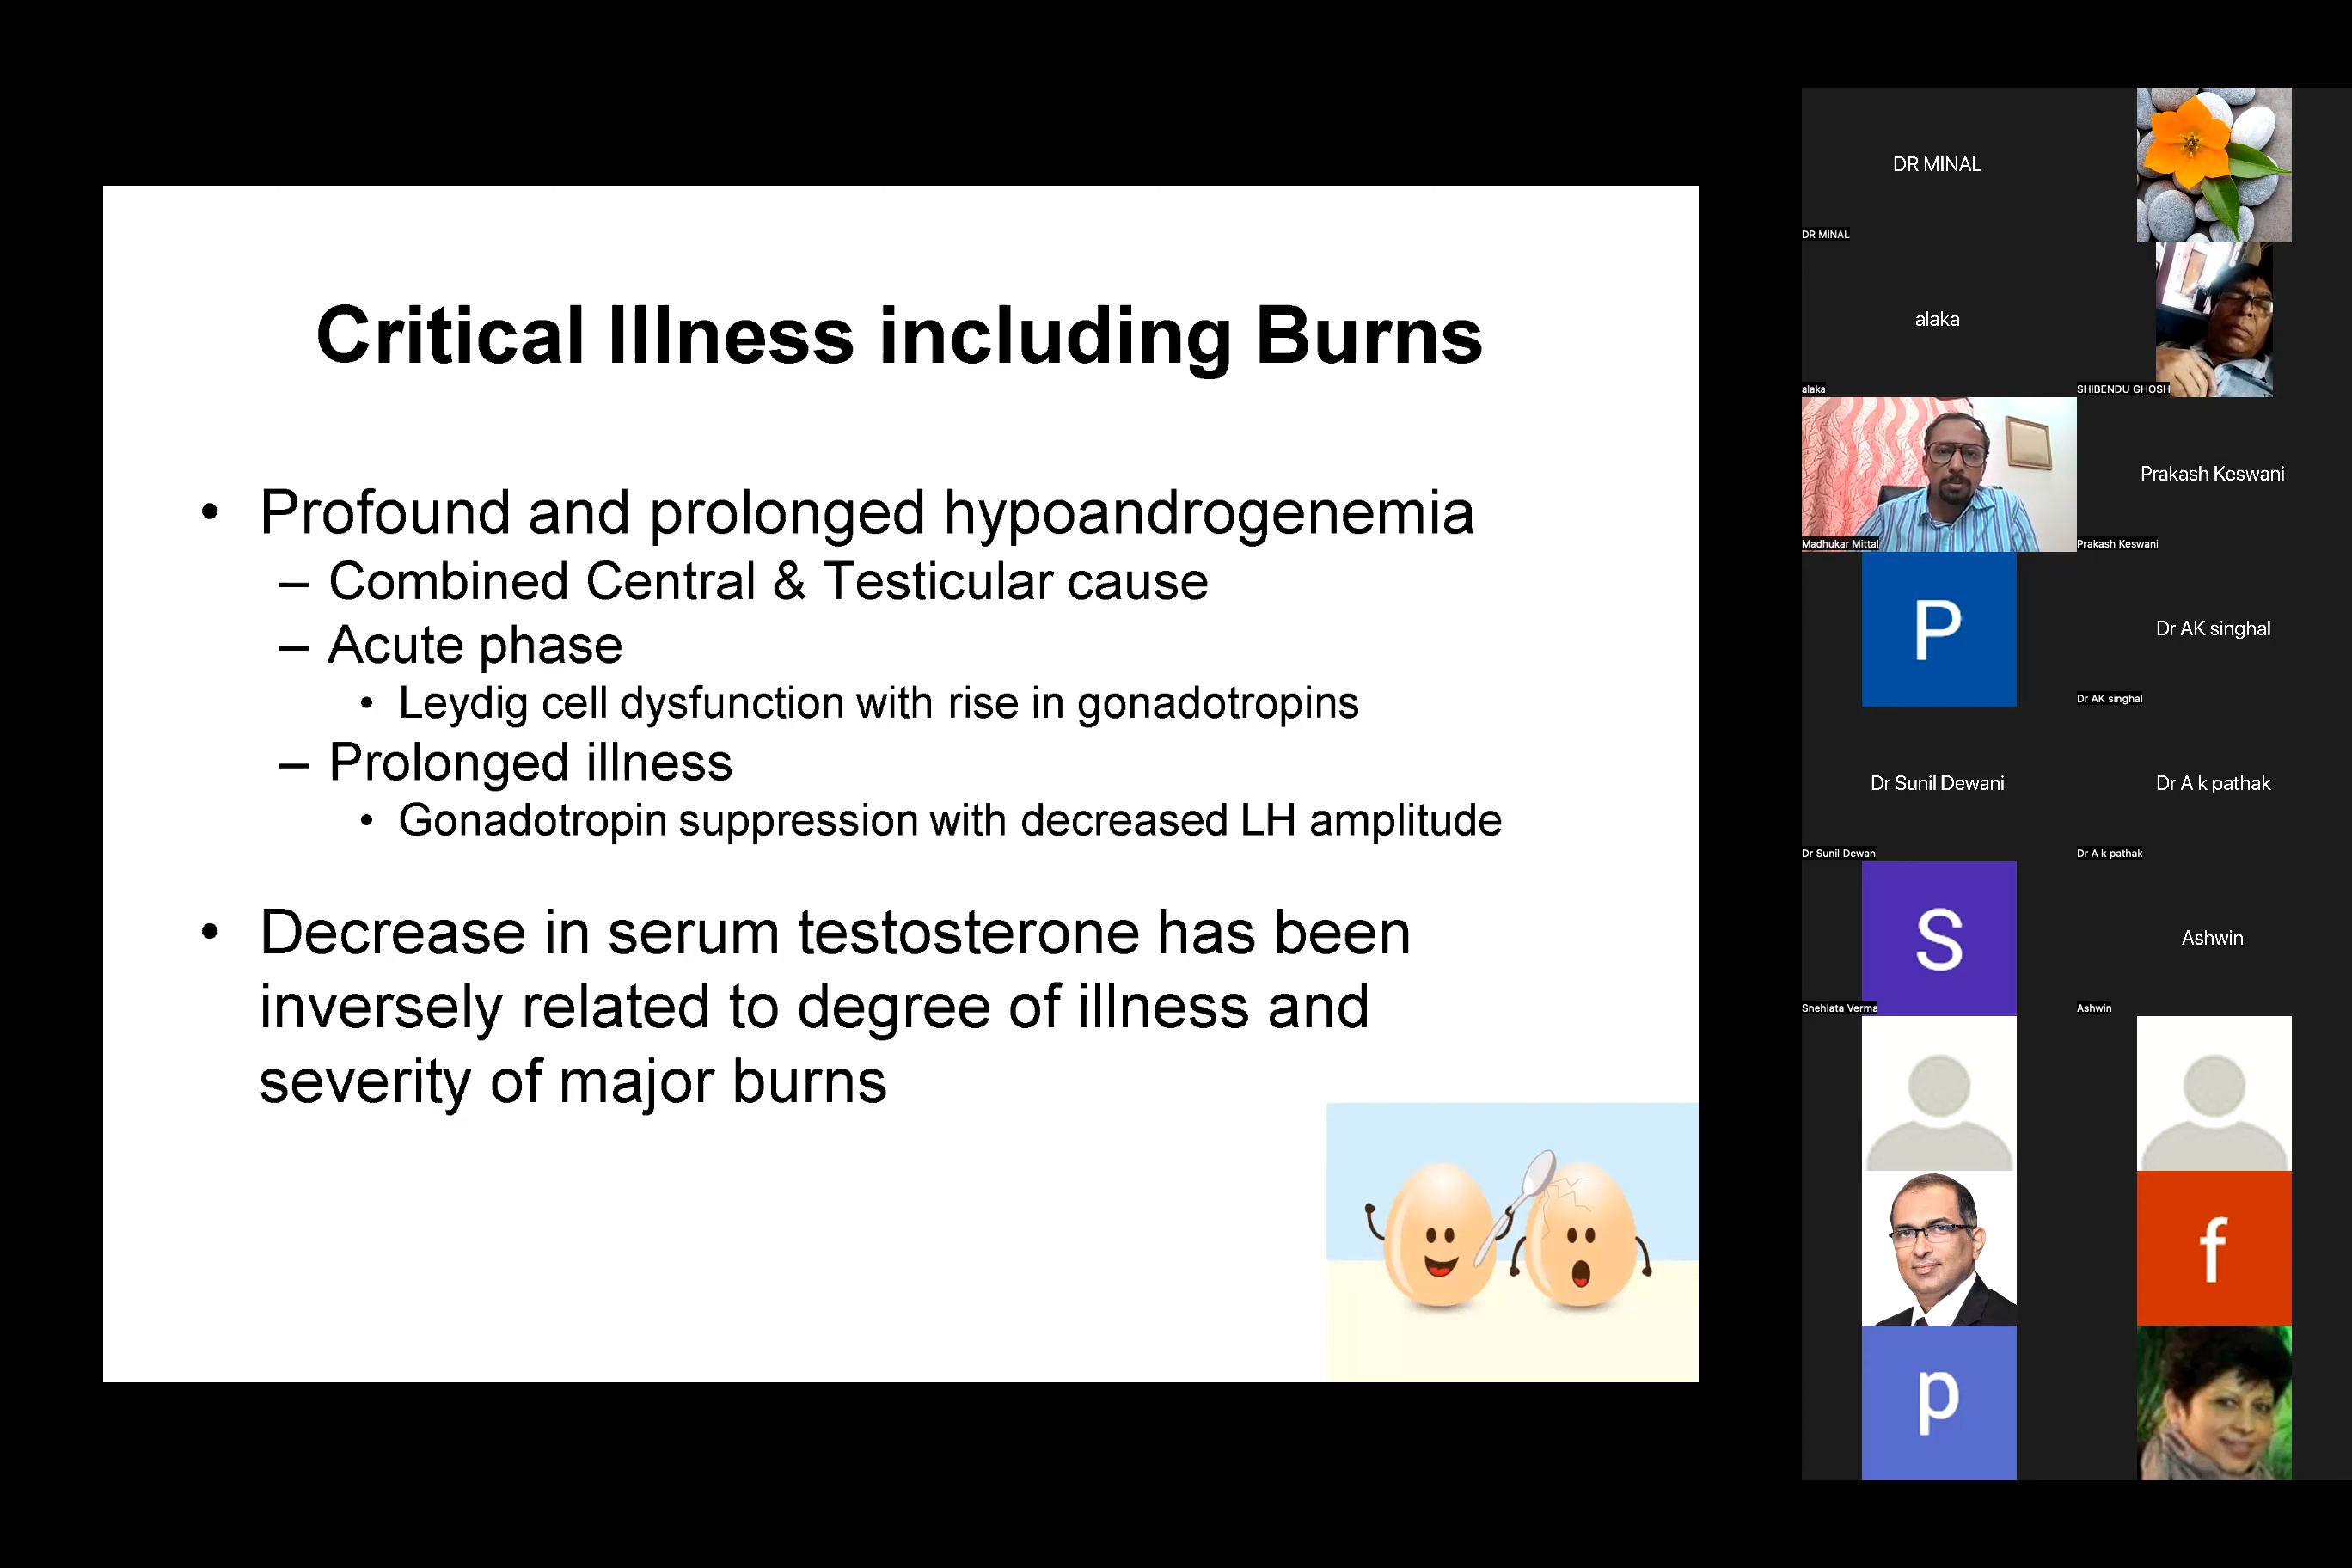 Critical Illness including Burns
• Profound and prolonged hypoandrogenemia
– Combined Central & Testicular cause
– Acute phase
• Leydig cell dysfunction with rise in gonadotropins
– Prolonged illness
• Gonadotropin suppression with decreased LH amplitude
• Decrease in serum testosterone has been
inversely related to degree of illness and
severity of major burns
DR MINAL
DR MINAL
alaka
alaka
SHIBENDU GHOSH
Madhukar Mittal
Prakash Keswani
Prakash Keswani
P
Dr AK singhal
Dr AK singhal
Dr Sunil Dewani
Dr Sunil Dewani
Dr A k pathak
Dr A k pathak
S
Snehlata Verma
Ashwin
Ashwin
f
p